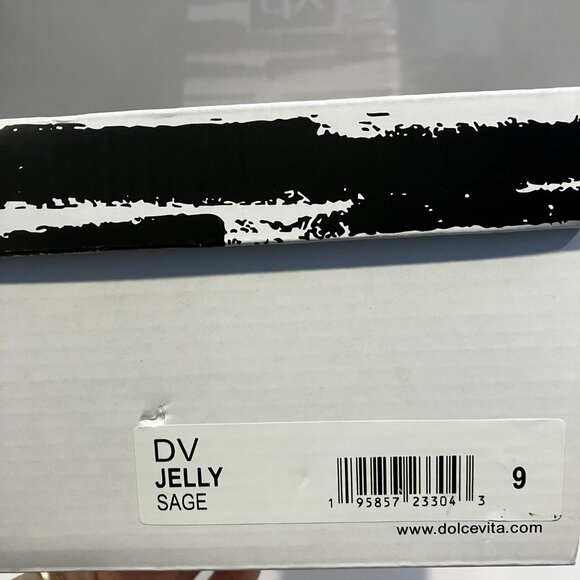 DV
JELLY
SAGE
1 95857 23304 3
9
www.dolcevita.com